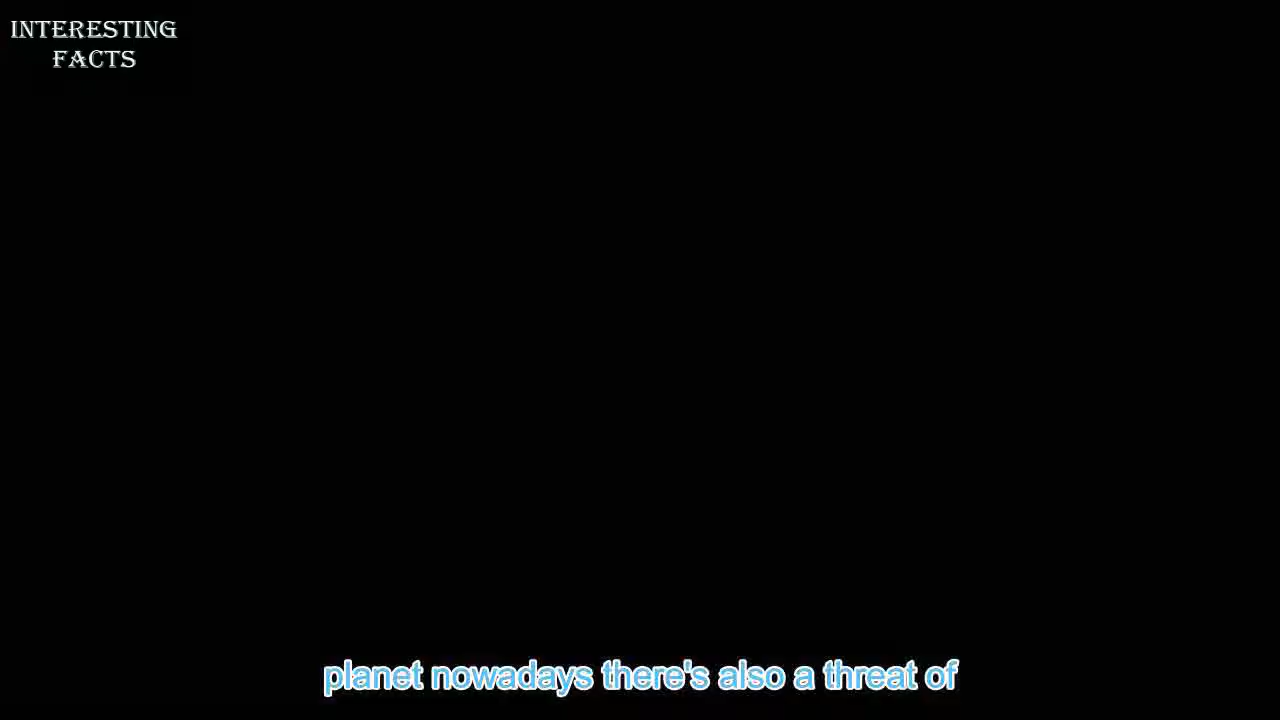 INTERESTING
FACTS
planet nowadays there's also a threat of